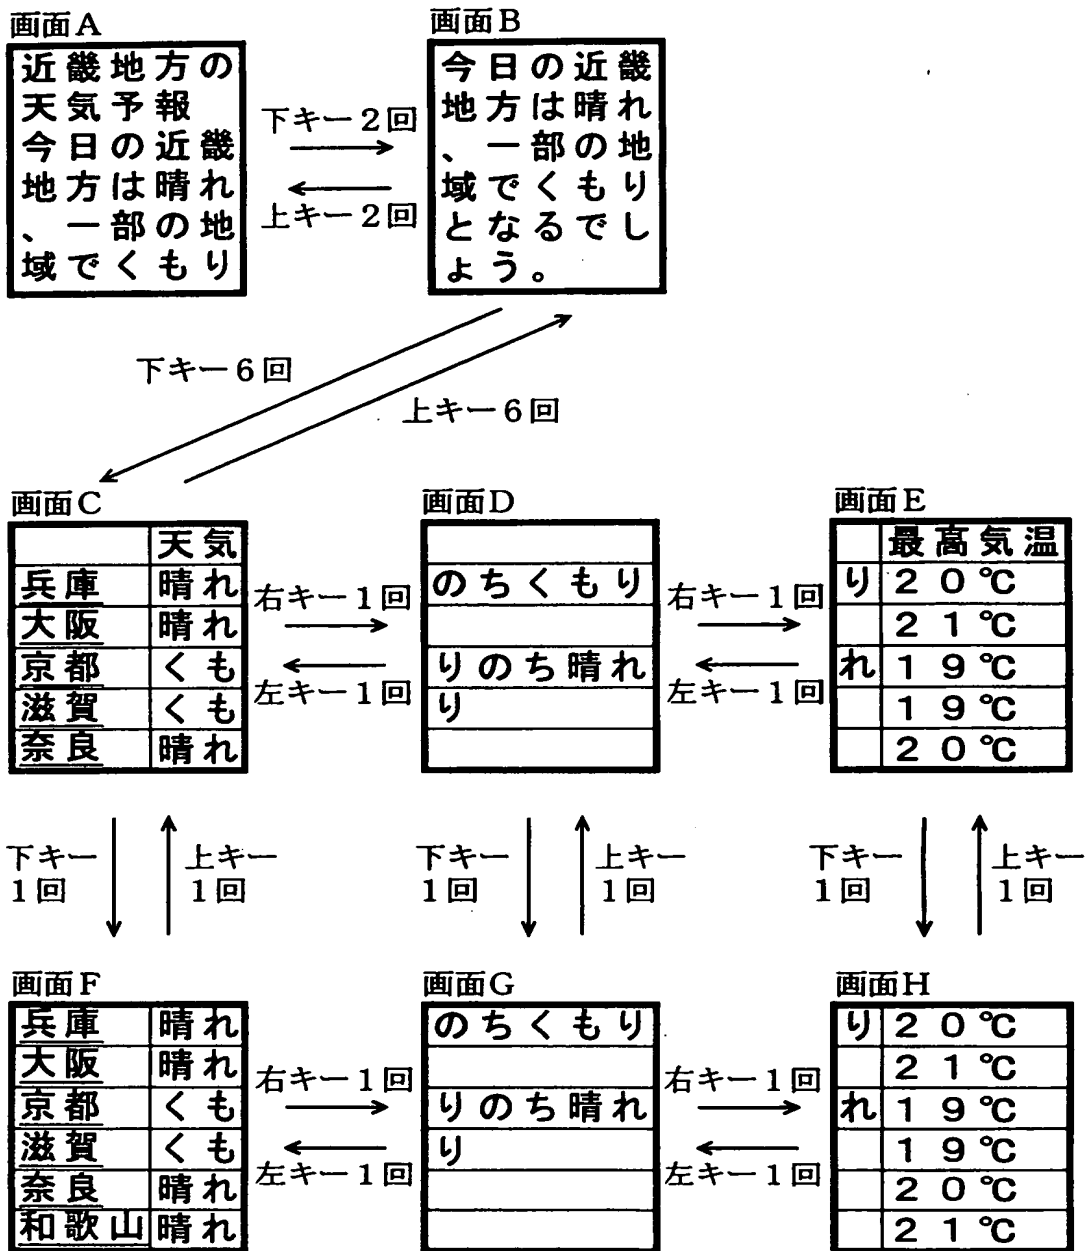 画面A
近畿地方の
天気予報
今日の近畿
地方は晴れ
、一部の地
域でくもり
下キー2回
上キー2回
画面B
今日の近畿
地方は晴れ
、一部の地
域でくもり
となるでし
ょう。
下キー6回
上キー6回
画面C
天気
兵庫 晴れ
大阪 晴れ
京都 くも
滋賀 くも
奈良 晴れ
右キー1回
左キー1回
画面D
のちくもり
りのち晴れ
り
右キー1回
左キー1回
画面E
最高気温
り 20℃
21℃
れ 19℃
19℃
20℃
下キー
1回
上キー
1回
下キー
1回
上キー
1回
下キー
1回
上キー
1回
画面F
兵庫 晴れ
大阪 晴れ
京都 くも
滋賀 くも
奈良 晴れ
和歌山 晴れ
右キー1回
左キー1回
画面G
のちくもり
りのち晴れ
り
右キー1回
左キー1回
画面H
り 20℃
21℃
れ 19℃
19℃
20℃
21℃